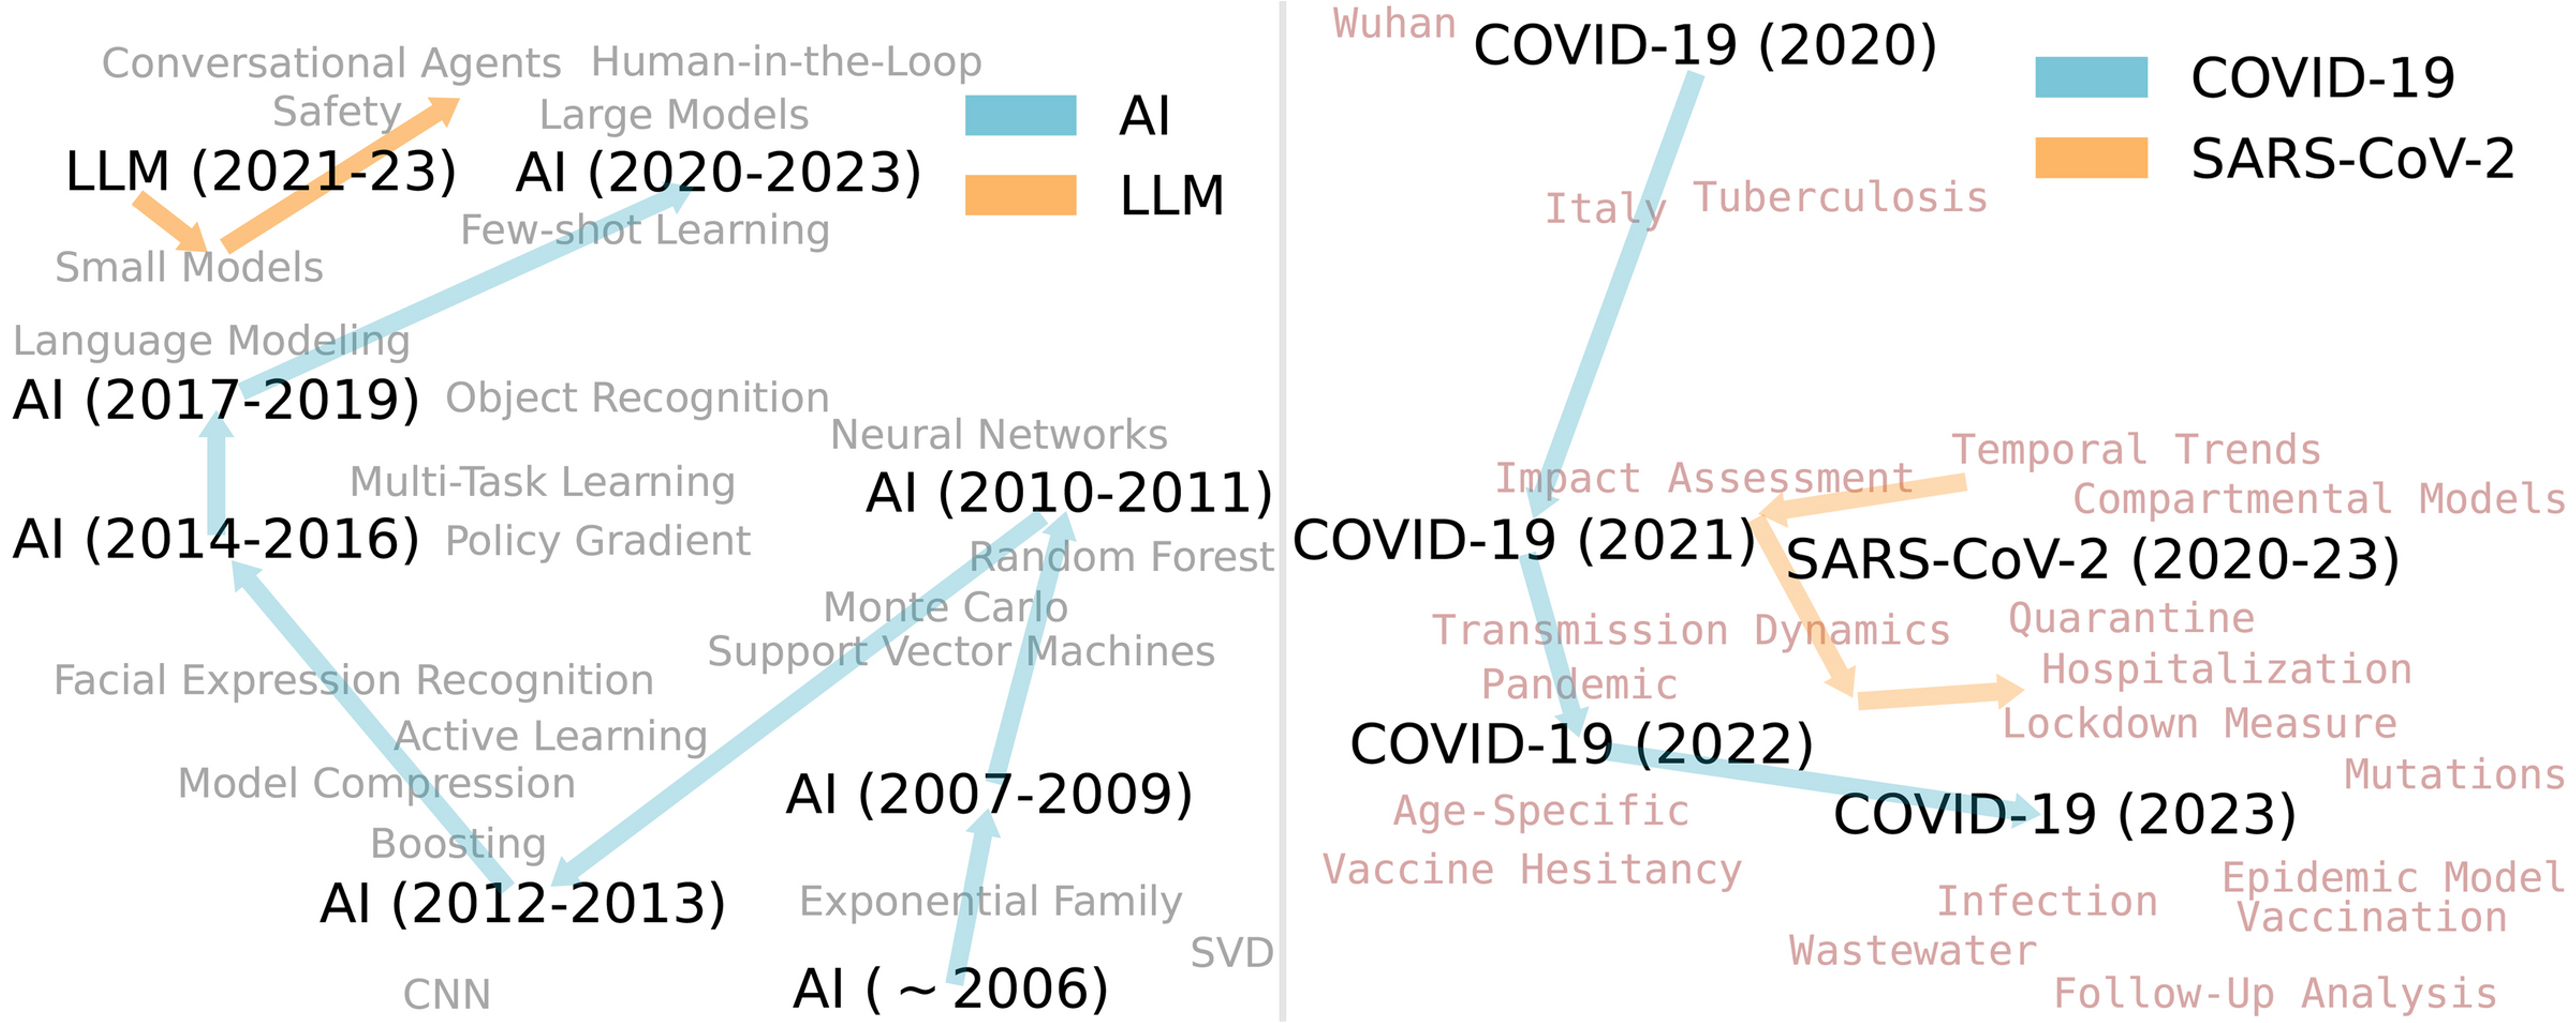 Conversational Agents
Human-in-the-Loop
Safety
Large Models
AI
LLM (2021-23)
AI (2020-2023)
LLM
Few-shot Learning
Small Models
Language Modeling
AI (2017-2019)
Object Recognition
Neural Networks
Multi-Task Learning
AI (2010-2011)
AI (2014-2016)
Policy Gradient
Random Forest
Monte Carlo
Support Vector Machines
Facial Expression Recognition
Active Learning
Model Compression
AI (2007-2009)
Boosting
AI (2012-2013)
Exponential Family
SVD
CNN
AI ( ~ 2006)
Wuhan
COVID-19 (2020)
COVID-19
SARS-CoV-2
Italy
Tuberculosis
Temporal Trends
Impact Assessment
Compartmental Models
COVID-19 (2021)
SARS-CoV-2 (2020-23)
Transmission Dynamics
Quarantine
Pandemic
Hospitalization
Lockdown Measure
COVID-19 (2022)
Mutations
Age-Specific
COVID-19 (2023)
Vaccine Hesitancy
Epidemic Model
Infection
Vaccination
Wastewater
Follow-Up Analysis